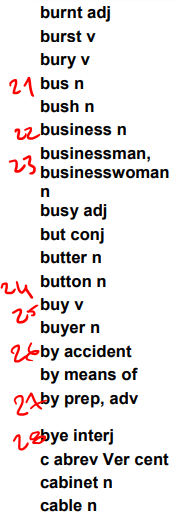 burnt adj
burst v
bury v
21 bus n
bush n
22 business n
23 businessman,
businesswoman
n
busy adj
but conj
butter n
24 button n
25 buy v
buyer n
26 by accident
by means of
27 by prep, adv
28 bye interj
c abrev Ver cent
cabinet n
cable n